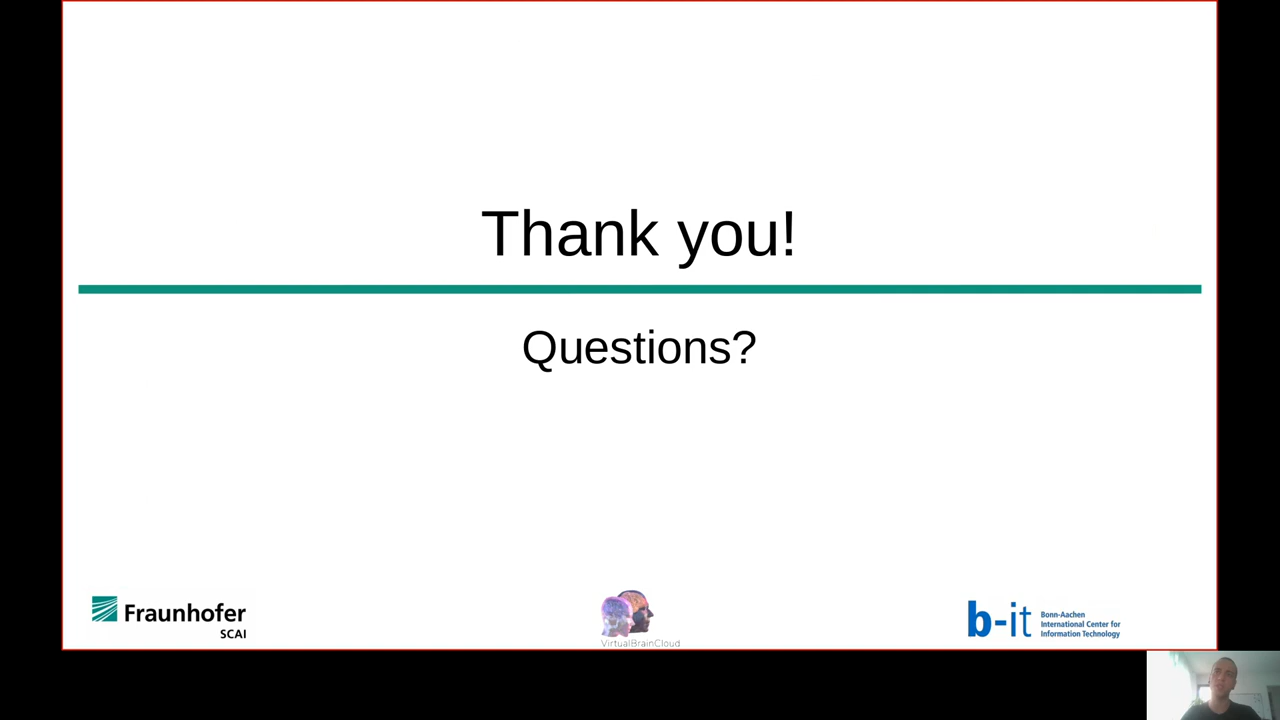 Thank you!
Questions?
Fraunhofer
SCAI
VirtualBrainCloud
b-it
Bonn-Aachen
International Center for
Information Technology